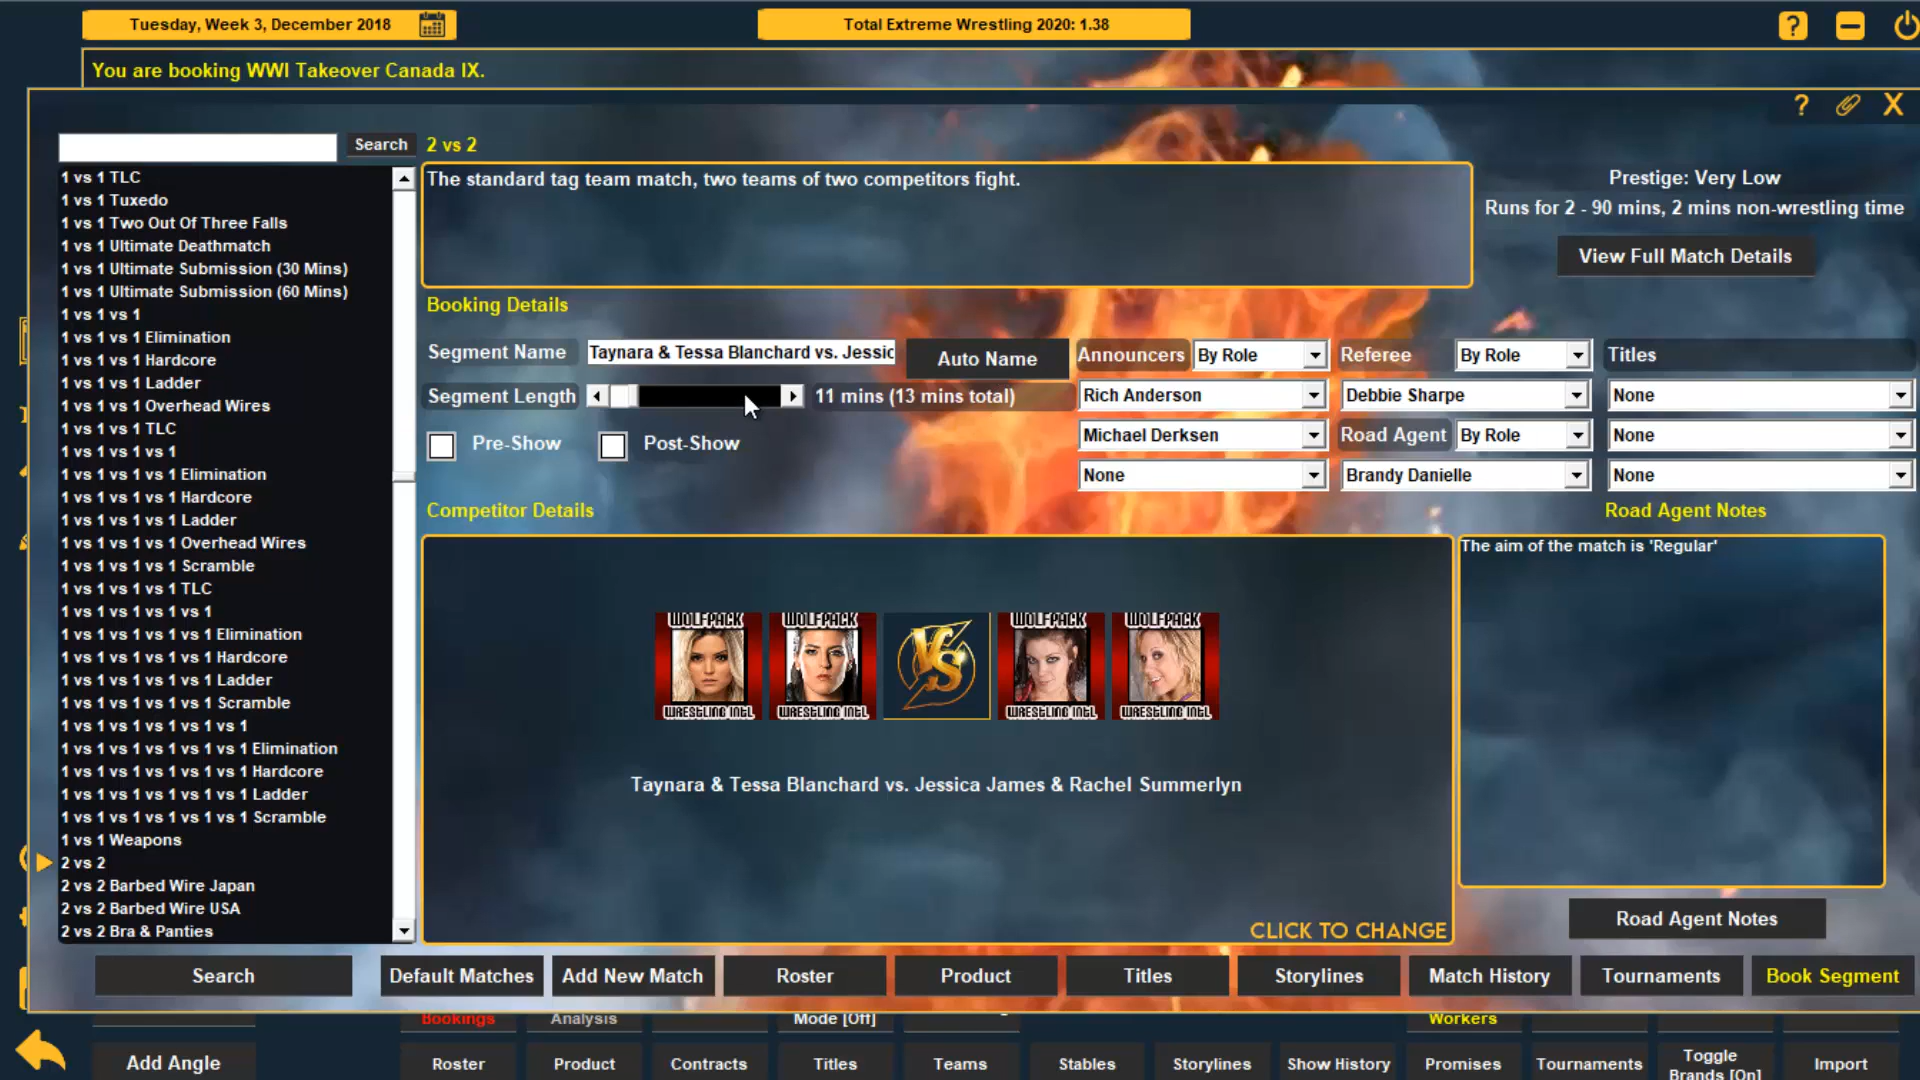 Tuesday, Week 3, December 2018
Total Extreme Wrestling 2020: 1.38
?
You are booking WWI Takeover Canada IX.
? X
Search
2 vs 2
The standard tag team match, two teams of two competitors fight.
Prestige: Very Low
Runs for 2 - 90 mins, 2 mins non-wrestling time
View Full Match Details
1 vs 1 TLC
1 vs 1 Tuxedo
1 vs 1 Two Out Of Three Falls
1 vs 1 Ultimate Deathmatch
1 vs 1 Ultimate Submission (30 Mins)
1 vs 1 Ultimate Submission (60 Mins)
1 vs 1 vs 1
1 vs 1 vs 1 Elimination
1 vs 1 vs 1 Hardcore
1 vs 1 vs 1 Ladder
1 vs 1 vs 1 Overhead Wires
1 vs 1 vs 1 TLC
1 vs 1 vs 1 vs 1
1 vs 1 vs 1 vs 1 Elimination
1 vs 1 vs 1 vs 1 Hardcore
1 vs 1 vs 1 vs 1 Ladder
1 vs 1 vs 1 vs 1 Overhead Wires
1 vs 1 vs 1 vs 1 Scramble
1 vs 1 vs 1 vs 1 TLC
1 vs 1 vs 1 vs 1 vs 1
1 vs 1 vs 1 vs 1 vs 1 Elimination
1 vs 1 vs 1 vs 1 vs 1 Hardcore
1 vs 1 vs 1 vs 1 vs 1 Ladder
1 vs 1 vs 1 vs 1 vs 1 Scramble
1 vs 1 vs 1 vs 1 vs 1 vs 1
1 vs 1 vs 1 vs 1 vs 1 vs 1 Elimination
1 vs 1 vs 1 vs 1 vs 1 vs 1 Hardcore
1 vs 1 vs 1 vs 1 vs 1 vs 1 Ladder
1 vs 1 vs 1 vs 1 vs 1 vs 1 Scramble
1 vs 1 Weapons
2 vs 2
2 vs 2 Barbed Wire Japan
2 vs 2 Barbed Wire USA
2 vs 2 Bra & Panties
Booking Details
Segment Name
Taynara & Tessa Blanchard vs. Jessic
Auto Name
Segment Length
11 mins (13 mins total)
Pre-Show
Post-Show
Announcers
By Role
Rich Anderson
Michael Derksen
None
Referee
By Role
Debbie Sharpe
Road Agent
By Role
Brandy Danielle
Titles
None
None
None
Competitor Details
Road Agent Notes
The aim of the match is 'Regular'
WOLFPACK WOLFPACK WOLFPACK WOLFPACK
VS
WRESTLING INTL WRESTLING INTL WRESTLING INTL WRESTLING INTL
Taynara & Tessa Blanchard vs. Jessica James & Rachel Summerlyn
CLICK TO CHANGE
Road Agent Notes
Search
Default Matches
Add New Match
Roster
Product
Titles
Storylines
Match History
Tournaments
Book Segment
Bookings
Analysis
Mode [Off]
Workers
Add Angle
Roster
Product
Contracts
Titles
Teams
Stables
Storylines
Show History
Promises
Tournaments
Toggle
Brands [On]
Import